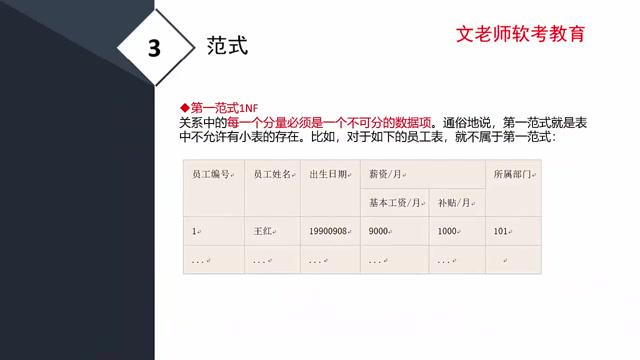 3
范式
文老师软考教育
◆第一范式1NF
关系中的每一个分量必须是一个不可分的数据项。通俗地说，第一范式就是表
中不允许有小表的存在。比如，对于如下的员工表，就不属于第一范式：
员工编号 员工姓名 出生日期 薪资/月 所属部门
基本工资/月 补贴/月
1 王红 19900908 9000 1000 101
... ... ... ... ...